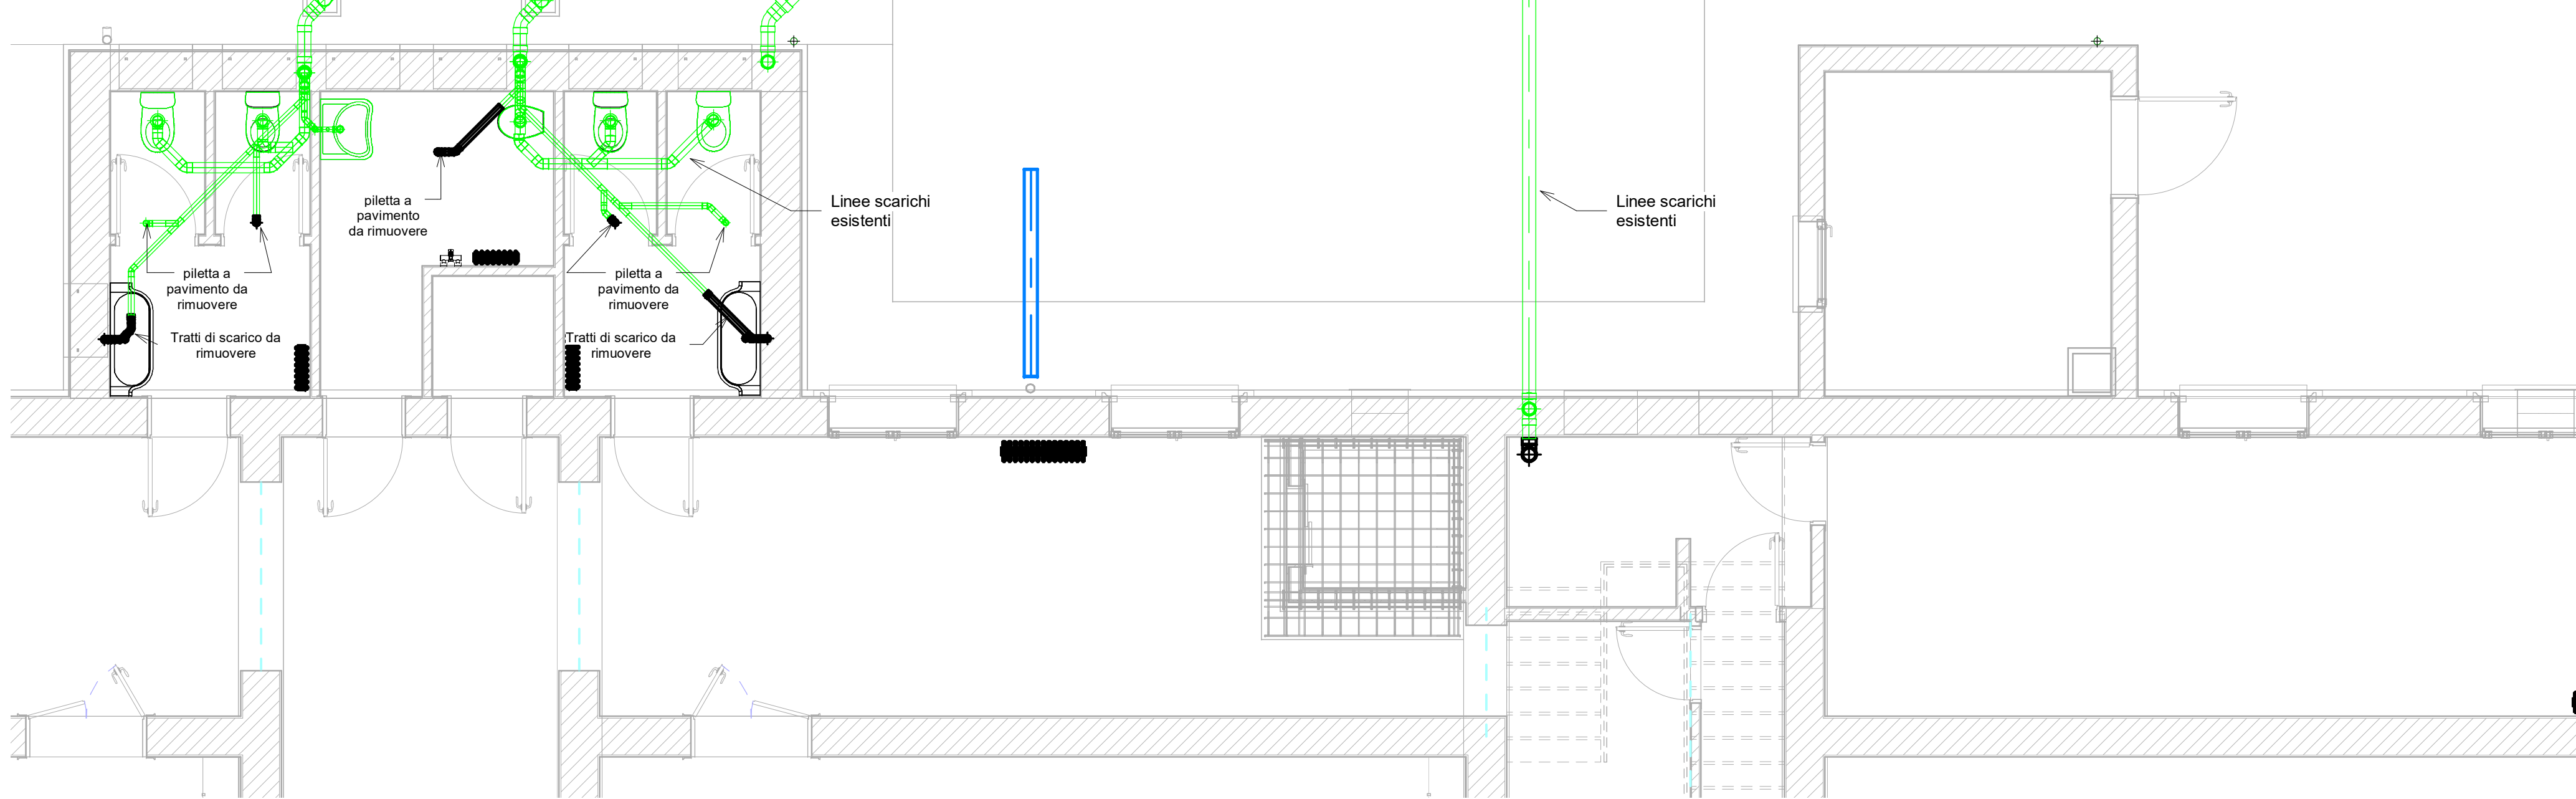 Linee scarichi
esistenti
Linee scarichi
esistenti
piletta a
pavimento
da rimuovere
piletta a
pavimento da
rimuovere
piletta a
pavimento da
rimuovere
Tratti di scarico da
rimuovere
Tratti di scarico da
rimuovere